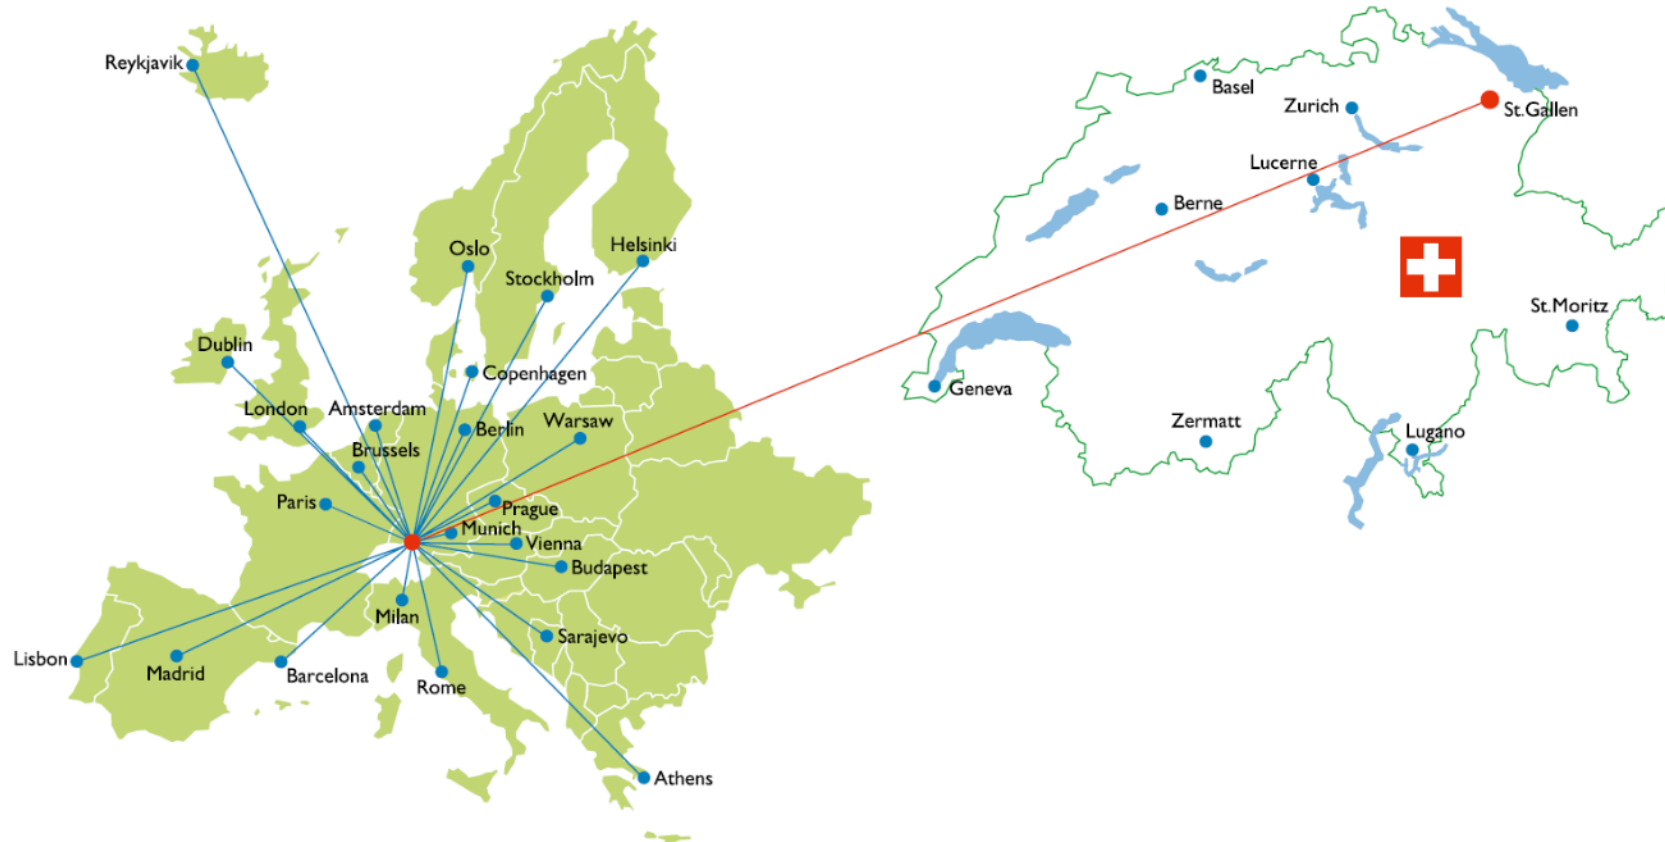 Reykjavik
Oslo
Helsinki
Stockholm
Dublin
Copenhagen
London
Amsterdam
Berlin
Warsaw
Brussels
Paris
Prague
Munich
Vienna
Budapest
Milan
Sarajevo
Lisbon
Madrid
Barcelona
Rome
Athens
Basel
Zurich
St.Gallen
Lucerne
Berne
St.Moritz
Geneva
Zermatt
Lugano